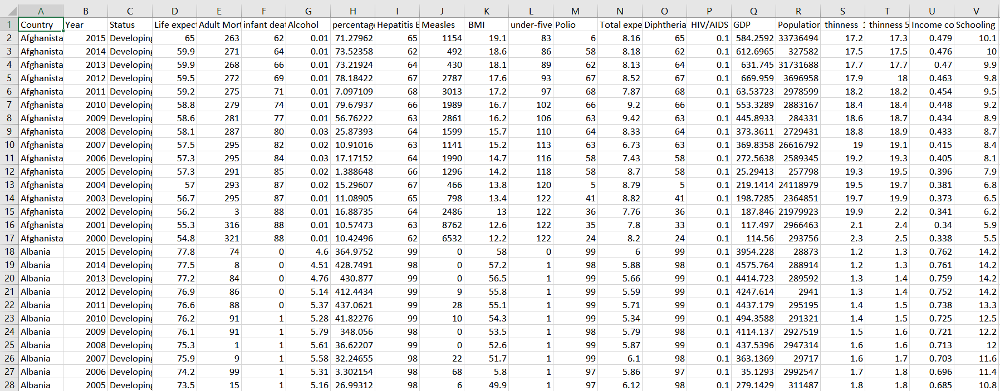 A B C D E F G H I J K L M N O P Q R S T U V
1 Country Year Status Life expect Adult Mort infant deat Alcohol percentage Hepatitis B Measles BMI under-five Polio Total expe Diphtheria HIV/AIDS GDP Population thinness 1 thinness 5 Income co Schooling
2 Afghanista 2015 Developing 65 263 62 0.01 71.27962 65 1154 19.1 83 6 8.16 65 0.1 584.2592 33736494 17.2 17.3 0.479 10.1
3 Afghanista 2014 Developing 59.9 271 64 0.01 73.52358 62 492 18.6 86 58 8.18 62 0.1 612.6965 327582 17.5 17.5 0.476 10
4 Afghanista 2013 Developing 59.9 268 66 0.01 73.21924 64 430 18.1 89 62 8.13 64 0.1 631.745 31731688 17.7 17.7 0.47 9.9
5 Afghanista 2012 Developing 59.5 272 69 0.01 78.18422 67 2787 17.6 93 67 8.52 67 0.1 669.959 3696958 17.9 18 0.463 9.8
6 Afghanista 2011 Developing 59.2 275 71 0.01 7.097109 68 3013 17.2 97 68 7.87 68 0.1 63.53723 2978599 18.2 18.2 0.454 9.5
7 Afghanista 2010 Developing 58.8 279 74 0.01 79.67937 66 1989 16.7 102 66 9.2 66 0.1 553.3289 2883167 18.4 18.4 0.448 9.2
8 Afghanista 2009 Developing 58.6 281 77 0.01 56.76222 63 2861 16.2 106 63 9.42 63 0.1 445.8933 284331 18.6 18.7 0.434 8.9
9 Afghanista 2008 Developing 58.1 287 80 0.03 25.87393 64 1599 15.7 110 64 8.33 64 0.1 373.3611 2729431 18.8 18.9 0.433 8.7
10 Afghanista 2007 Developing 57.5 295 82 0.02 10.91016 63 1141 15.2 113 63 6.73 63 0.1 369.8358 26616792 19 19.1 0.415 8.4
11 Afghanista 2006 Developing 57.3 295 84 0.03 17.17152 64 1990 14.7 116 58 7.43 58 0.1 272.5638 2589345 19.2 19.3 0.405 8.1
12 Afghanista 2005 Developing 57.3 291 85 0.02 1.388648 66 1296 14.2 118 58 8.7 58 0.1 25.29413 257798 19.3 19.5 0.396 7.9
13 Afghanista 2004 Developing 57 293 87 0.02 15.29607 67 466 13.8 120 5 8.79 5 0.1 219.1414 24118979 19.5 19.7 0.381 6.8
14 Afghanista 2003 Developing 56.7 295 87 0.01 11.08905 65 798 13.4 122 41 8.82 41 0.1 198.7285 2364851 19.7 19.9 0.373 6.5
15 Afghanista 2002 Developing 56.2 3 88 0.01 16.88735 64 2486 13 122 36 7.76 36 0.1 187.846 21979923 19.9 2.2 0.341 6.2
16 Afghanista 2001 Developing 55.3 316 88 0.01 10.57473 63 8762 12.6 122 35 7.8 33 0.1 117.497 2966463 2.1 2.4 0.34 5.9
17 Afghanista 2000 Developing 54.8 321 88 0.01 10.42496 62 6532 12.2 122 24 8.2 24 0.1 114.56 293756 2.3 2.5 0.338 5.5
18 Albania 2015 Developing 77.8 74 0 4.6 364.9752 99 0 58 0 99 6 99 0.1 3954.228 28873 1.2 1.3 0.762 14.2
19 Albania 2014 Developing 77.5 8 0 4.51 428.7491 98 0 57.2 1 98 5.88 98 0.1 4575.764 288914 1.2 1.3 0.761 14.2
20 Albania 2013 Developing 77.2 84 0 4.76 430.877 99 0 56.5 1 99 5.66 99 0.1 4414.723 289592 1.3 1.4 0.759 14.2
21 Albania 2012 Developing 76.9 86 0 5.14 412.4434 99 9 55.8 1 99 5.59 99 0.1 4247.614 2941 1.3 1.4 0.752 14.2
22 Albania 2011 Developing 76.6 88 0 5.37 437.0621 99 28 55.1 1 99 5.71 99 0.1 4437.179 295195 1.4 1.5 0.738 13.3
23 Albania 2010 Developing 76.2 91 1 5.28 41.82276 99 10 54.3 1 99 5.34 99 0.1 494.3588 291321 1.4 1.5 0.725 12.5
24 Albania 2009 Developing 76.1 91 1 5.79 348.056 98 0 53.5 1 98 5.79 98 0.1 4114.137 2927519 1.5 1.6 0.721 12.2
25 Albania 2008 Developing 75.3 1 1 5.61 36.62207 99 0 52.6 1 99 5.87 99 0.1 437.5396 2947314 1.6 1.6 0.713 12
26 Albania 2007 Developing 75.9 9 1 5.58 32.24655 98 22 51.7 1 99 6.1 98 0.1 363.1369 29717 1.6 1.7 0.703 11.6
27 Albania 2006 Developing 74.2 99 1 5.31 3.302154 98 68 5.8 1 97 5.86 97 0.1 35.1293 2992547 1.7 1.8 0.696 11.4
28 Albania 2005 Developing 73.5 15 1 5.16 26.99312 98 6 49.9 1 97 6.12 98 0.1 279.1429 311487 1.8 1.8 0.685 10.8